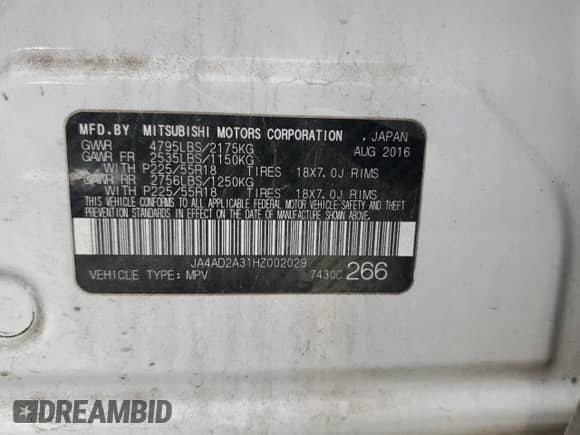 MFD.BY MITSUBISHI MOTORS CORPORATION . JAPAN
GVWR 4795LBS/2175KG AUG 2016
GAWR FR 2535LBS/1150KG
WITH P225/55R18 TIRES 18X7.0J RIMS
GAWR RR 2756LBS/1250KG
WITH P225/55R18 TIRES 18X7.0J RIMS
THIS VEHICLE CONFORMS TO ALL APPLICABLE FEDERAL MOTOR VEHICLE SAFETY, BUMPER, AND THEFT
PREVENTION STANDARDS IN EFFECT ON THE DATE OF MANUFACTURE SHOWN ABOVE.
JA4AD2A31HZ002029
VEHICLE TYPE: MPV 7430C 266
DREAMBID